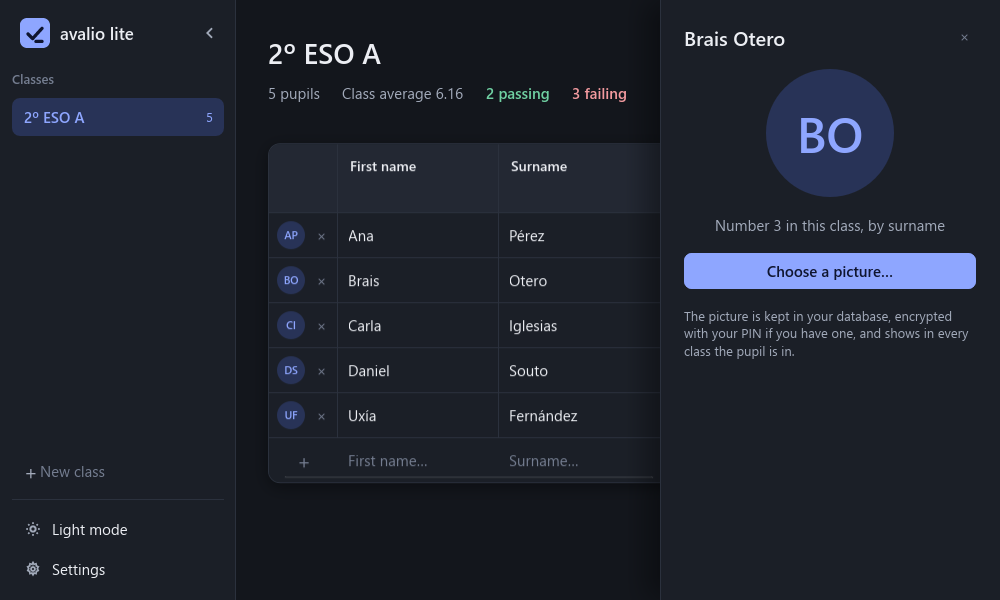 avalio lite
Classes
2º ESO A 5
+ New class
Light mode
Settings
2º ESO A
5 pupils Class average 6.16 2 passing 3 failing
First name Surname
AP × Ana Pérez
BO × Brais Otero
CI × Carla Iglesias
DS × Daniel Souto
UF × Uxía Fernández
+ First name... Surname...
Brais Otero ×
BO
Number 3 in this class, by surname
Choose a picture...
The picture is kept in your database, encrypted
with your PIN if you have one, and shows in every
class the pupil is in.